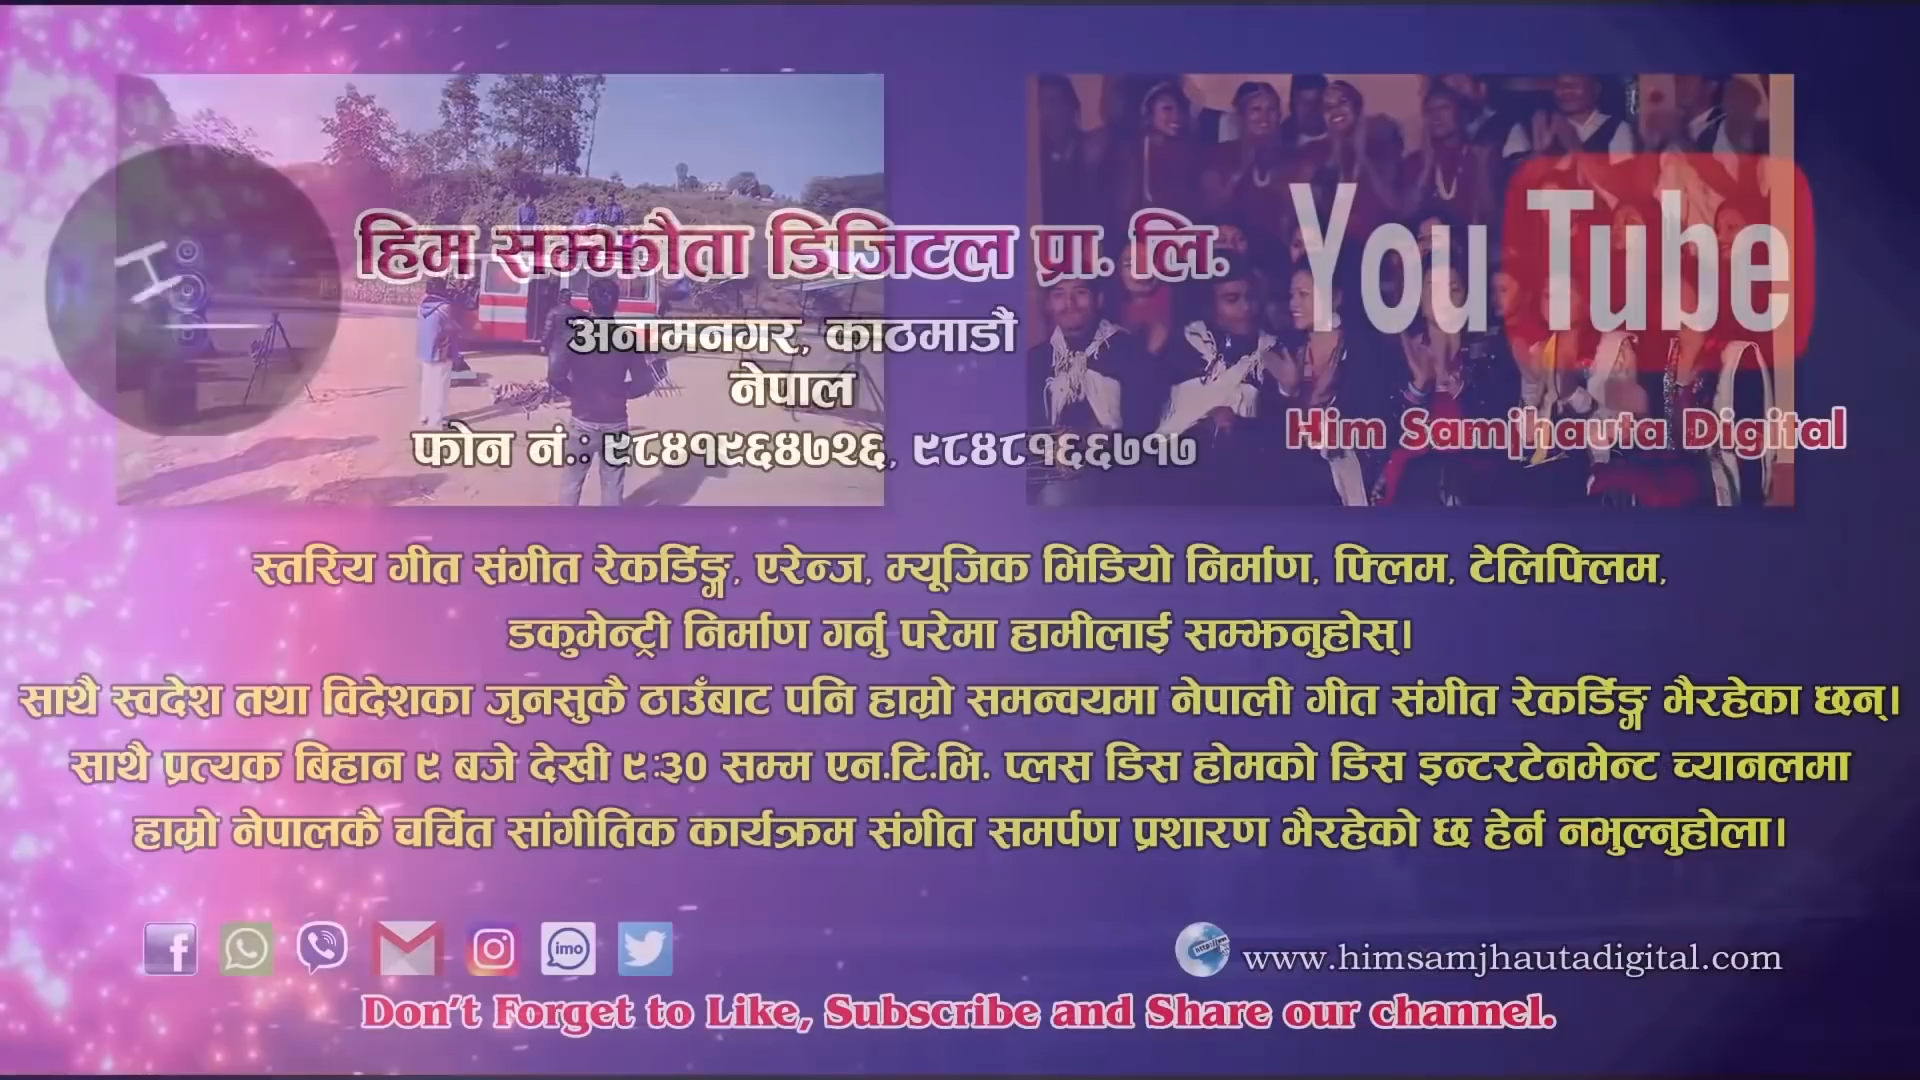 हिम सम्झौता डिजिटल प्रा. लि.
अनामनगर, काठमाडौं
नेपाल
फोन नं.: ९८४१९६४७२६, ९८४८१६६७१७
You Tube
Him Samjhauta Digital
स्तरिय गीत संगीत रेकर्डिङ्ग, एरेन्ज, म्यूजिक भिडियो निर्माण, फ्लिम, टेलिफ्लिम,
डकुमेन्ट्री निर्माण गर्नु परेमा हामीलाई सम्झनुहोस्।
साथै स्वदेश तथा विदेशका जुनसुकै ठाउँबाट पनि हाम्रो समन्वयमा नेपाली गीत संगीत रेकर्डिङ्ग भैरहेका छन्।
साथै प्रत्यक बिहान ९ बजे देखी ९:३० सम्म एन.टि.भि. प्लस डिस होमको डिस इन्टरटेनमेन्ट च्यानलमा
हाम्रो नेपालकै चर्चित सांगीतिक कार्यक्रम संगीत समर्पण प्रशारण भैरहेको छ हेर्न नभुल्नुहोला।
imo
www.himsamjhautadigital.com
Don't Forget to Like, Subscribe and Share our channel.